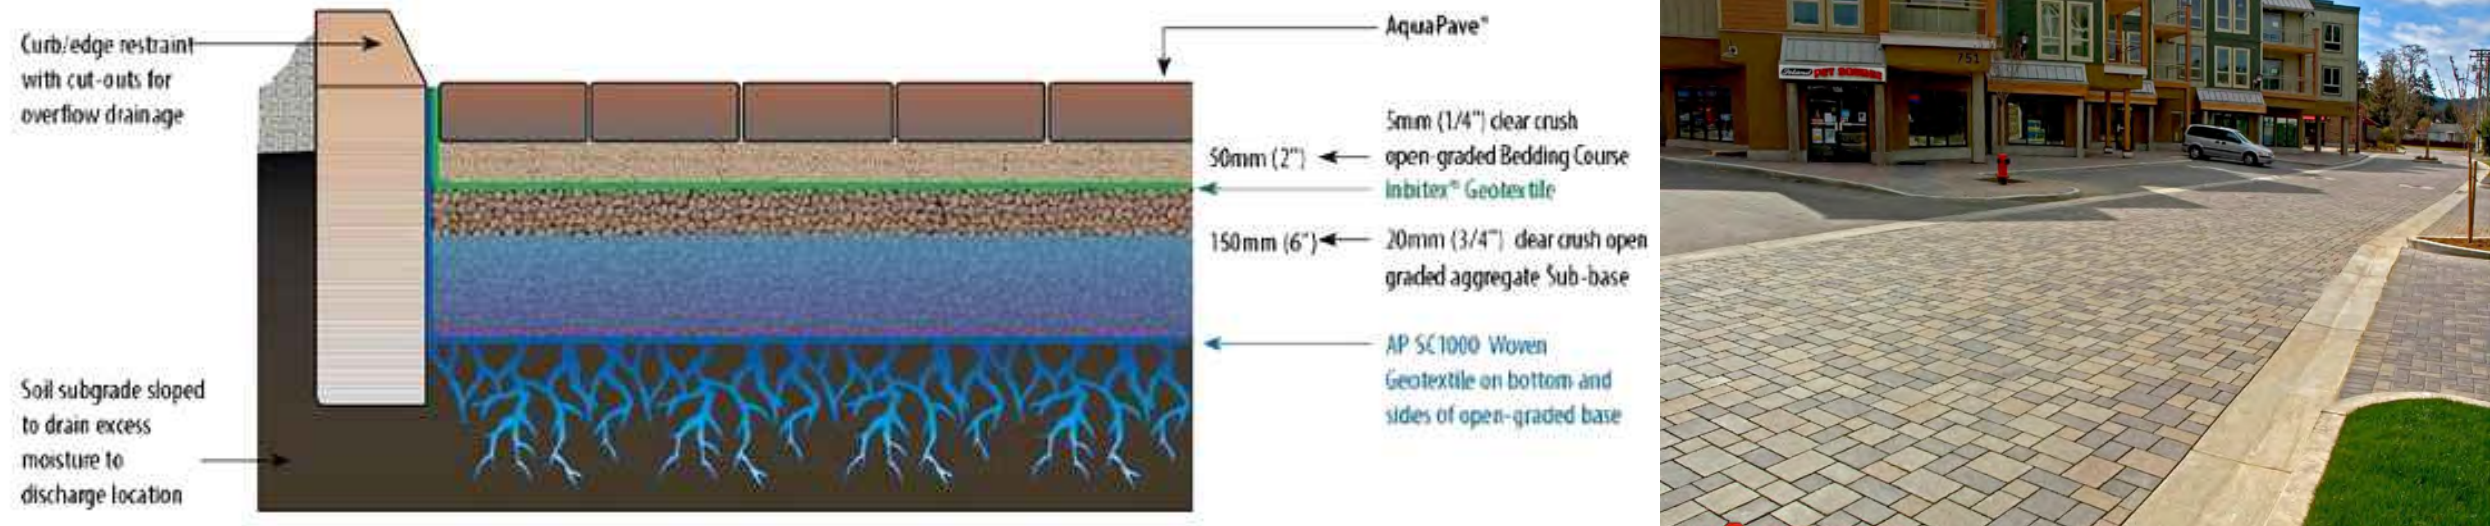 Curb/edge restraint
with cut-outs for
overflow drainage
Soil subgrade sloped
to drain excess
moisture to
discharge location
AquaPave®
50mm (2")
5mm (1/4") clear crush
open-graded Bedding Course
Inbitex® Geotextile
150mm (6")
20mm (3/4") clear crush open
graded aggregate Sub-base
AP SC1000 Woven
Geotextile on bottom and
sides of open-graded base
PET
751